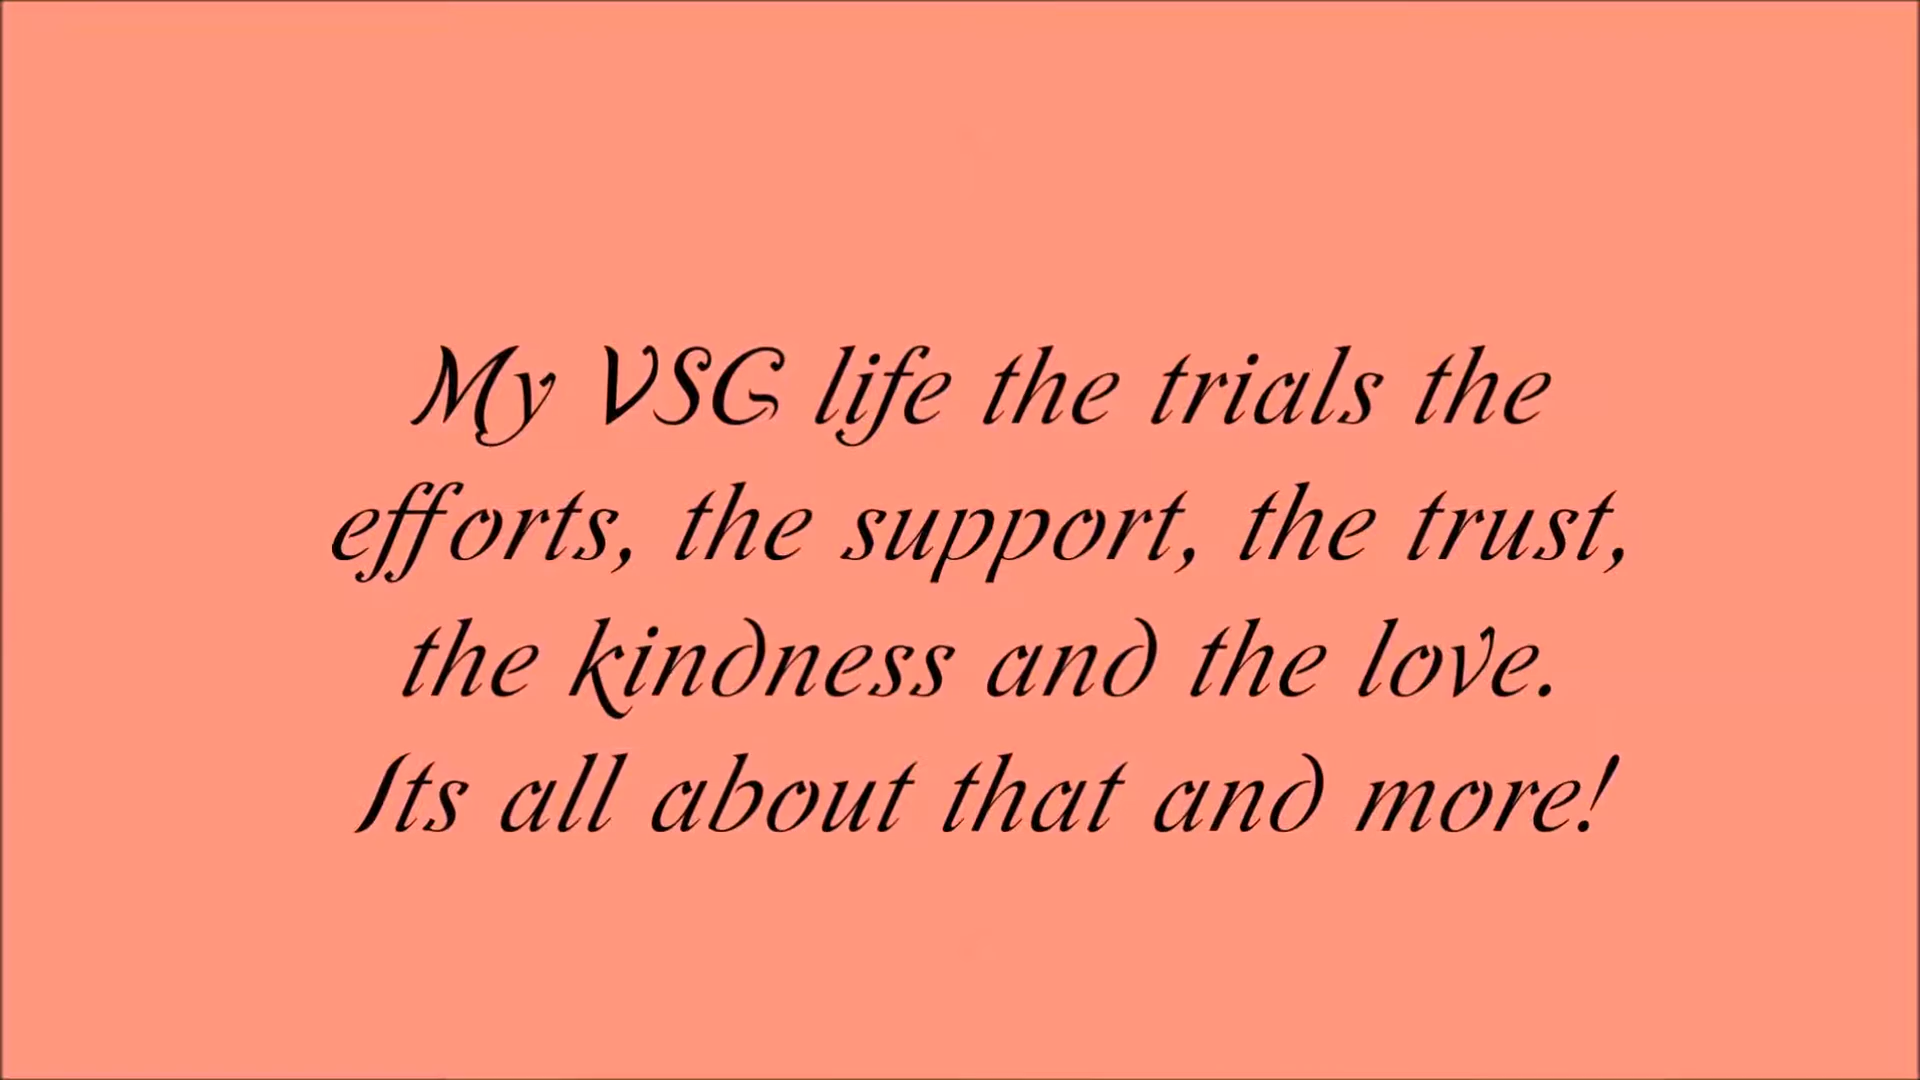 My VSG life the trials the
efforts, the support, the trust,
the kindness and the love.
Its all about that and more!